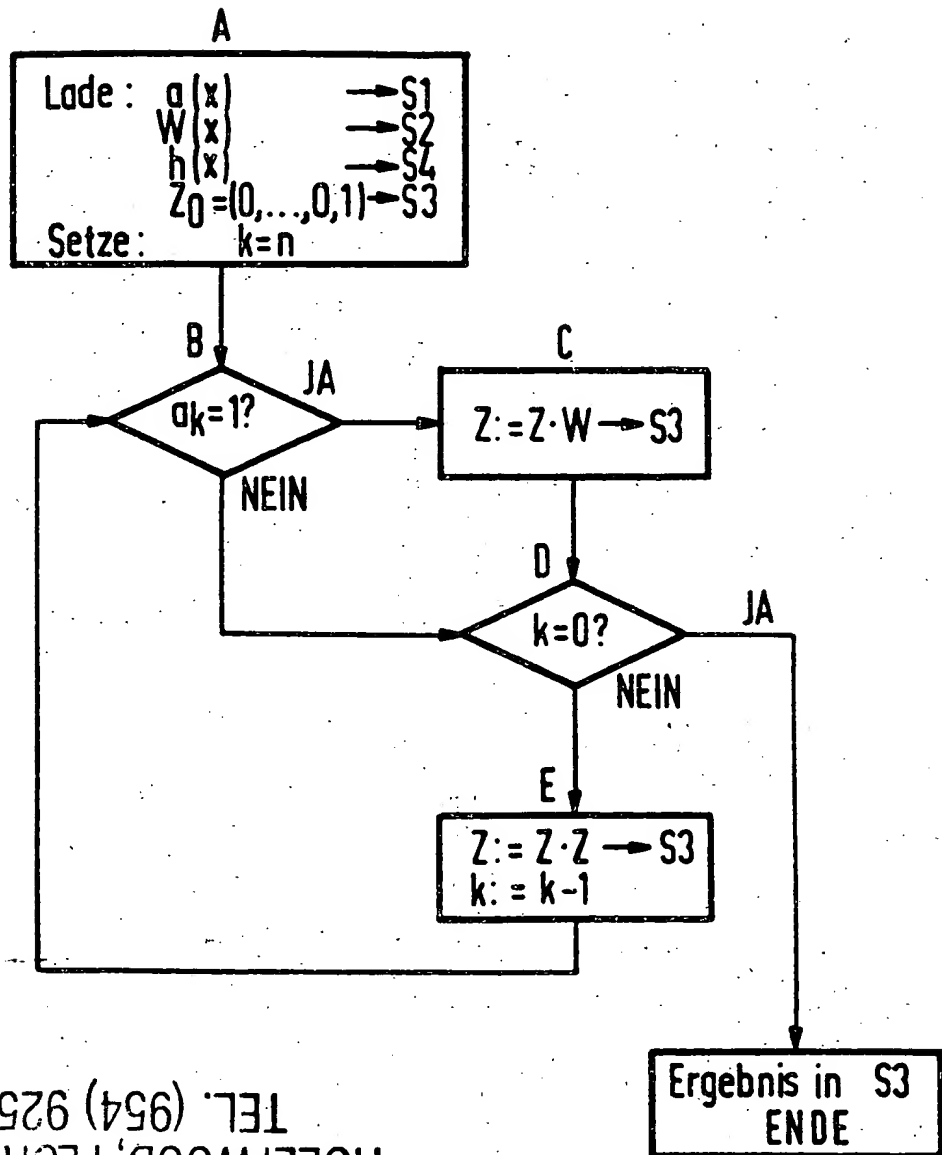 A
Lade : a(x) → S1
W(x) → S2
h(x) → S4
Z0 =(0,...,0,1) → S3
Setze : k=n
B
ak=1?
JA
NEIN
C
Z:=Z·W → S3
D
k=0?
JA
NEIN
E
Z:= Z·Z → S3
k: = k-1
Ergebnis in S3
ENDE
TEL. (954) 925